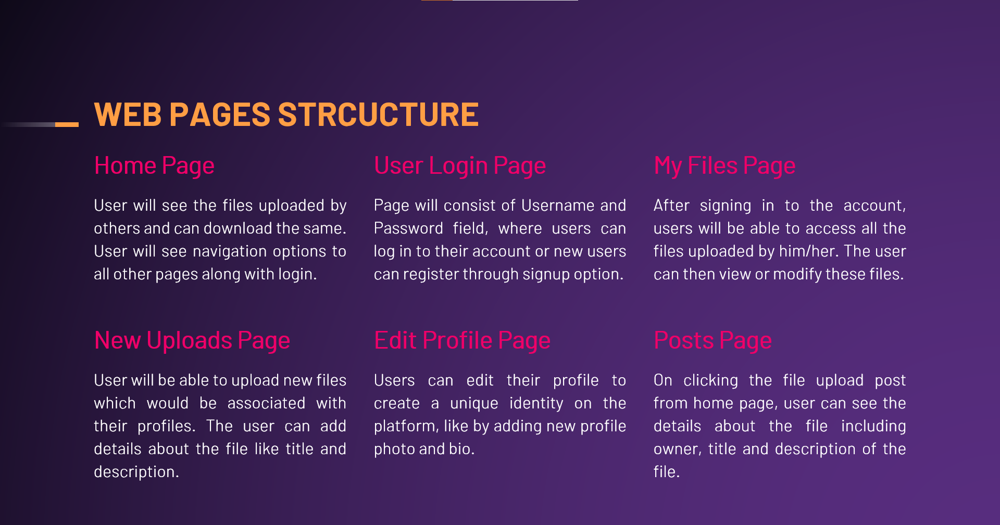 WEB PAGES STRCUCTURE
Home Page
User will see the files uploaded by
others and can download the same.
User will see navigation options to
all other pages along with login.
User Login Page
Page will consist of Username and
Password field, where users can
log in to their account or new users
can register through signup option.
My Files Page
After signing in to the account,
users will be able to access all the
files uploaded by him/her. The user
can then view or modify these files.
New Uploads Page
User will be able to upload new files
which would be associated with
their profiles. The user can add
details about the file like title and
description.
Edit Profile Page
Users can edit their profile to
create a unique identity on the
platform, like by adding new profile
photo and bio.
Posts Page
On clicking the file upload post
from home page, user can see the
details about the file including
owner, title and description of the
file.